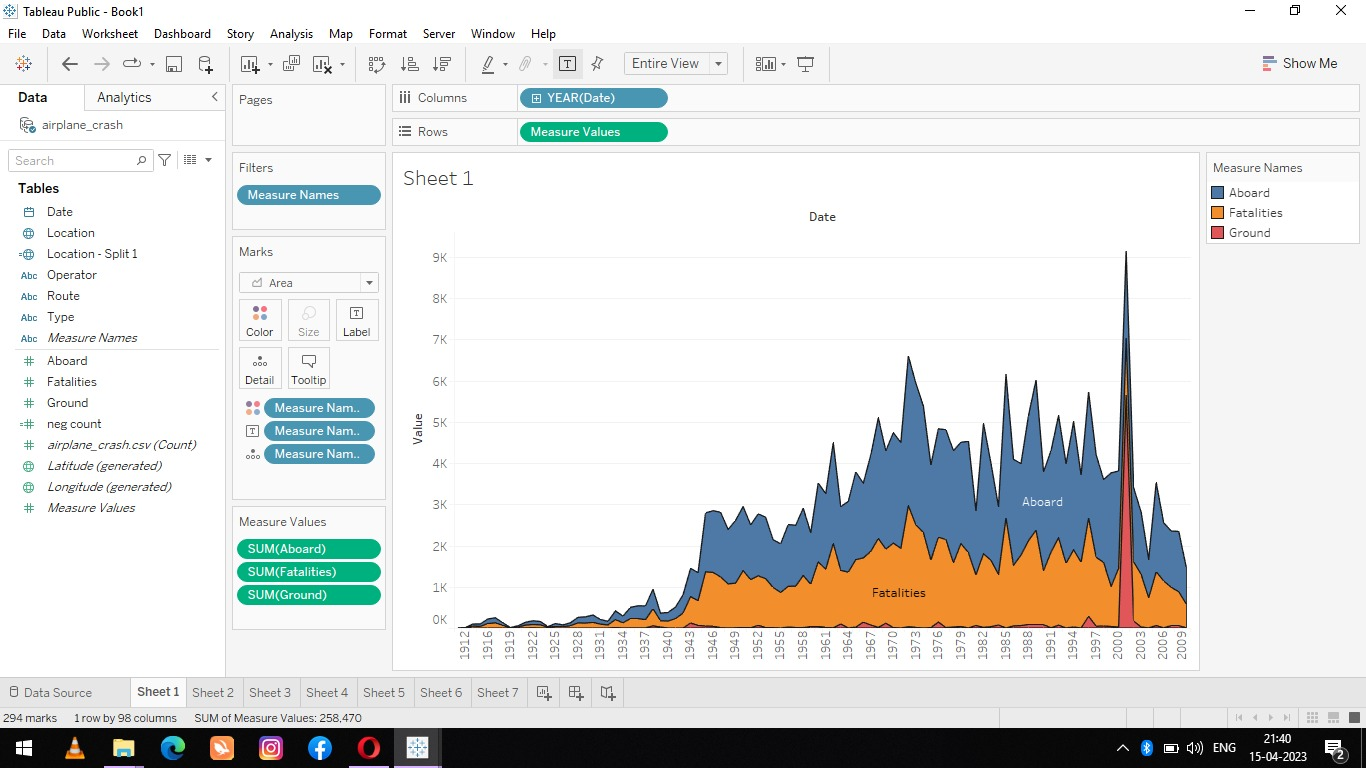 Tableau Public - Book1
File Data Worksheet Dashboard Story Analysis Map Format Server Window Help
Entire View
Show Me
Data Analytics
airplane_crash
Search
Tables
Date
Location
Location - Split 1
Abc Operator
Abc Route
Abc Type
Abc Measure Names
Aboard
Fatalities
Ground
neg count
airplane_crash.csv (Count)
Latitude (generated)
Longitude (generated)
Measure Values
Pages
Filters
Measure Names
Marks
Area
Color Size Label
Detail Tooltip
Measure Nam..
Measure Nam..
Measure Nam..
Measure Values
SUM(Aboard)
SUM(Fatalities)
SUM(Ground)
Columns YEAR(Date)
Rows Measure Values
Sheet 1
Date
Value
9K
8K
7K
6K
5K
4K
3K
2K
1K
0K
Aboard
Fatalities
1912 1916 1919 1922 1925 1928 1931 1934 1937 1940 1943 1946 1949 1952 1955 1958 1961 1964 1967 1970 1973 1976 1979 1982 1985 1988 1991 1994 1997 2000 2003 2006 2009
Measure Names
Aboard
Fatalities
Ground
Data Source Sheet 1 Sheet 2 Sheet 3 Sheet 4 Sheet 5 Sheet 6 Sheet 7
294 marks 1 row by 98 columns SUM of Measure Values: 258,470
ENG
21:40
15-04-2023
2